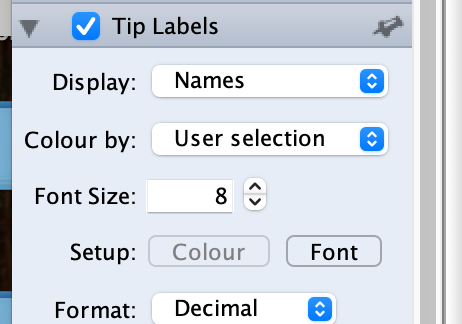 Tip Labels
Display: Names
Colour by: User selection
Font Size: 8
Setup: Colour Font
Format: Decimal